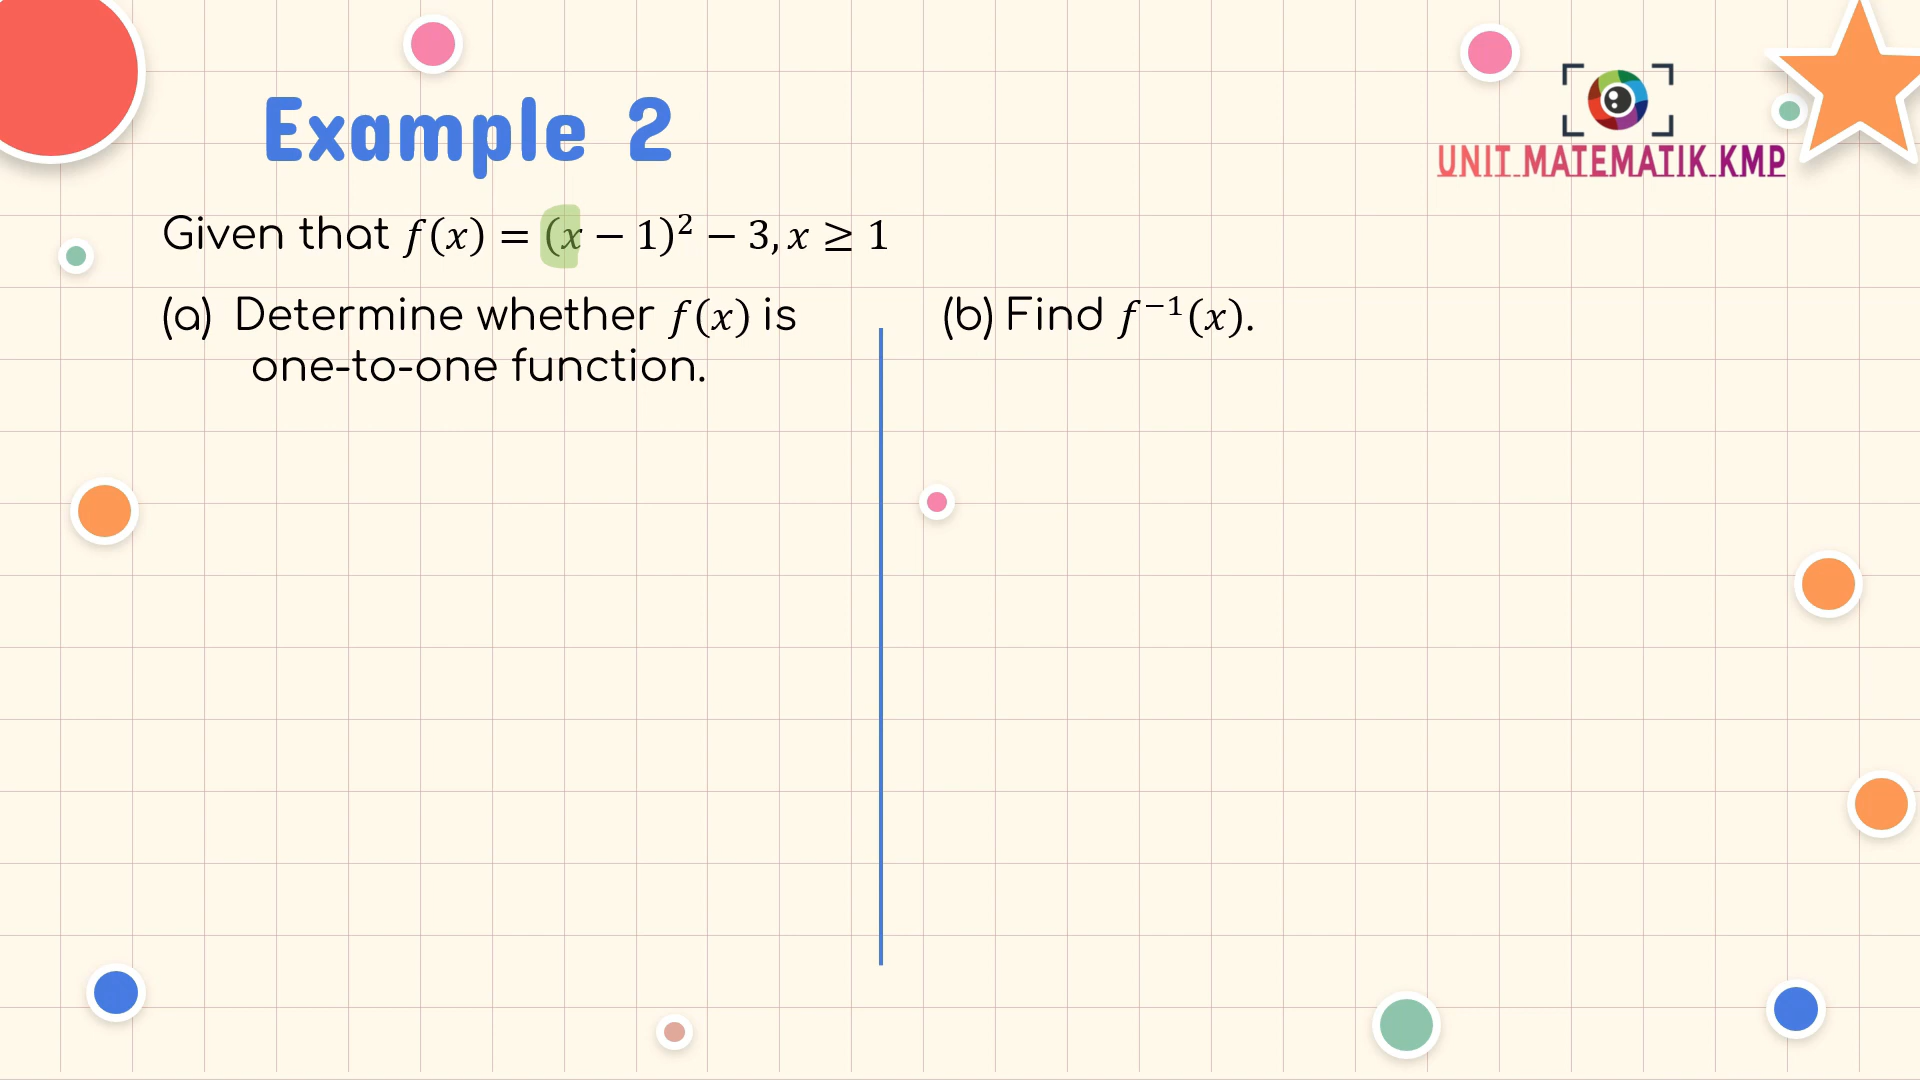 Example 2
UNIT.MATEMATIK.KMP
Given that f(x) = (x − 1)² − 3, x ≥ 1
(a) Determine whether f(x) is
one-to-one function.
(b) Find f⁻¹(x).